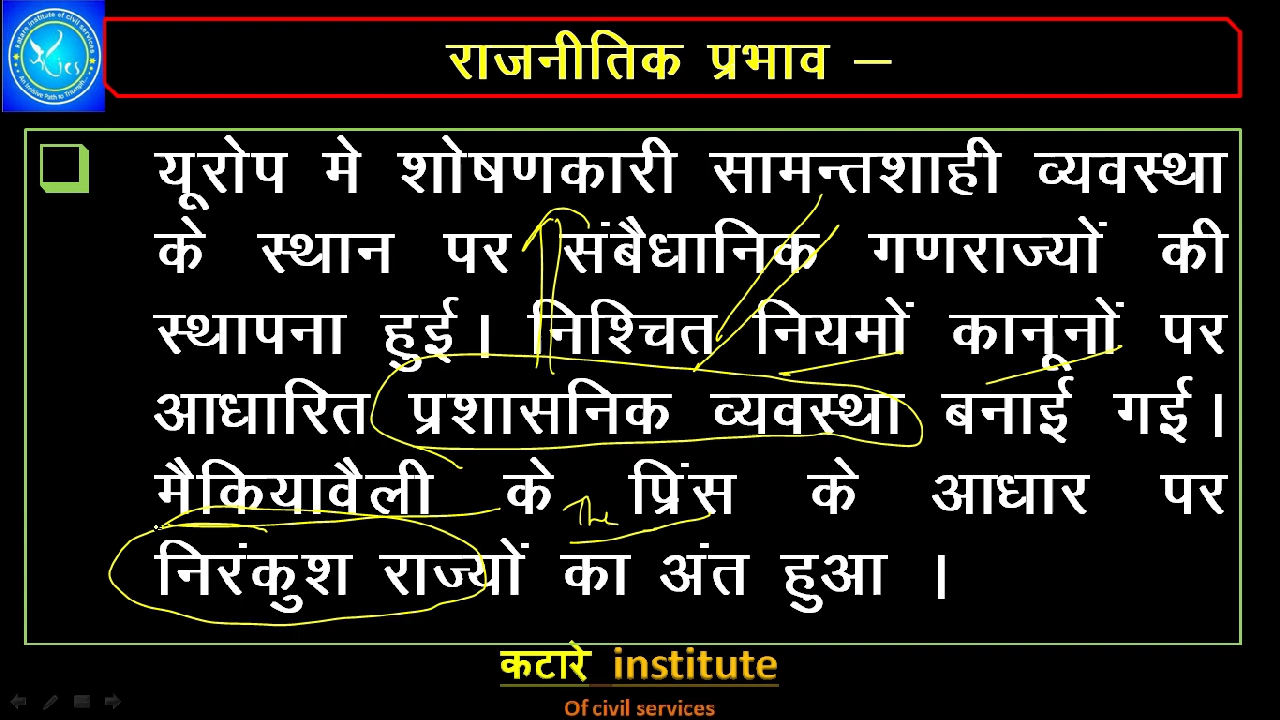 राजनीतिक प्रभाव –
यूरोप मे शोषणकारी सामन्तशाही व्यवस्था
के स्थान पर संबैधानिक गणराज्यों की
स्थापना हुई। निश्चित नियमों कानूनों पर
आधारित प्रशासनिक व्यवस्था बनाई गई।
मैकियावैली के The प्रिंस के आधार पर
निरंकुश राज्यों का अंत हुआ ।
कटारे institute
Of civil services